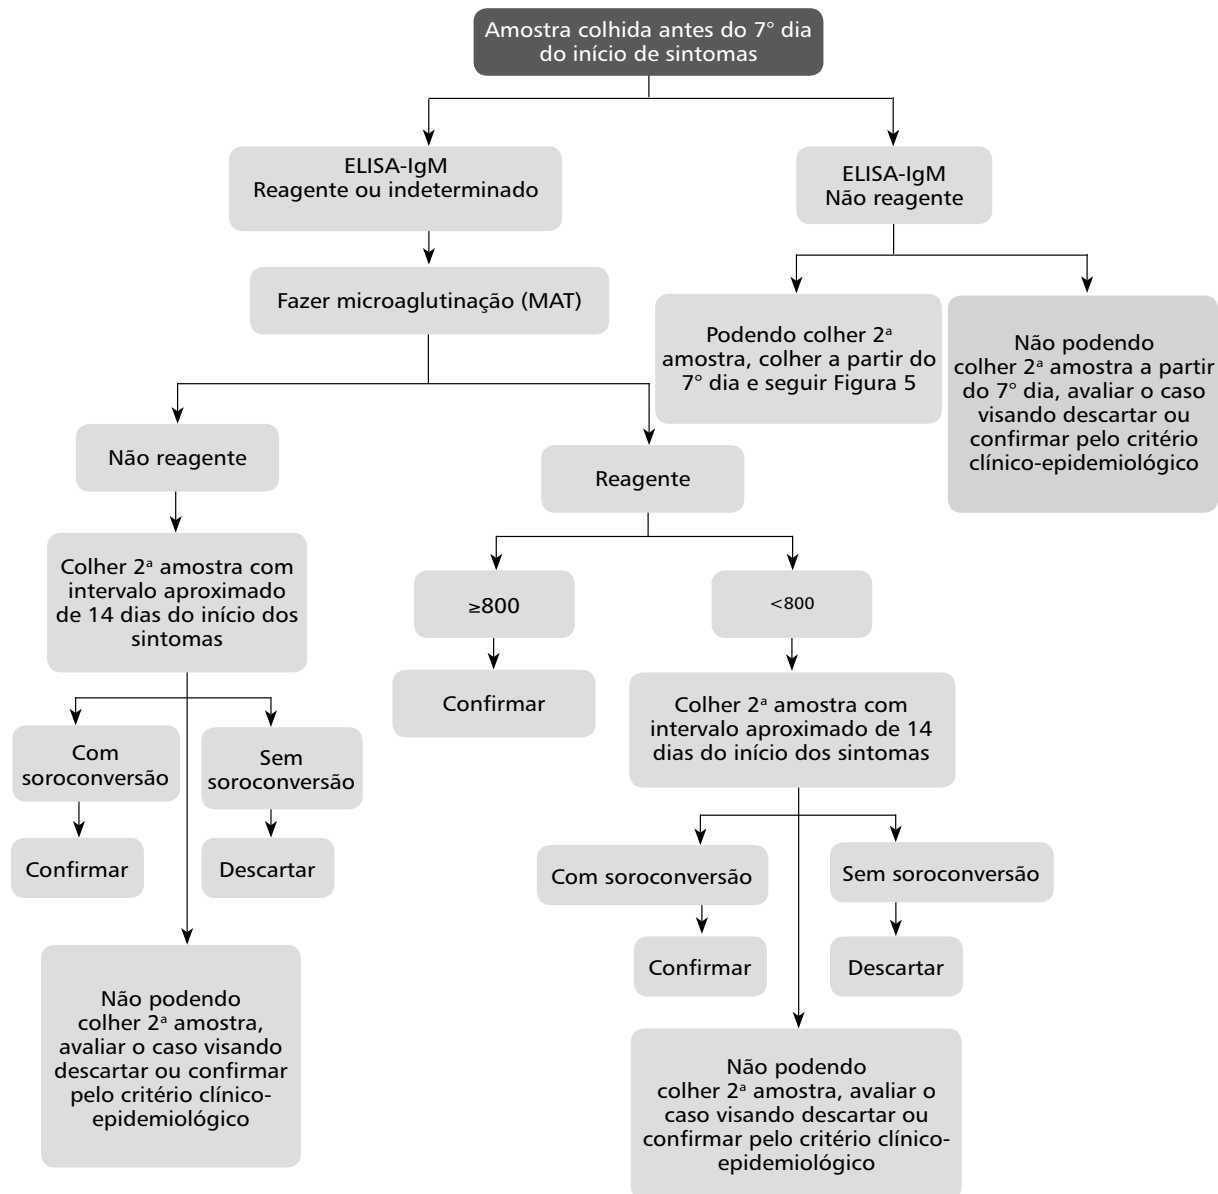 Amostra colhida antes do 7° dia
do início de sintomas
ELISA-IgM
Reagente ou indeterminado
ELISA-IgM
Não reagente
Fazer microaglutinação (MAT)
Podendo colher 2ª
amostra, colher a partir do
7° dia e seguir Figura 5
Não podendo
colher 2ª amostra a partir
do 7° dia, avaliar o caso
visando descartar ou
confirmar pelo critério
clínico-epidemiológico
Não reagente
Reagente
Colher 2ª amostra com
intervalo aproximado
de 14 dias do início dos
sintomas
≥800
<800
Confirmar
Colher 2ª amostra com
intervalo aproximado de 14
dias do início dos sintomas
Com
soroconversão
Sem
soroconversão
Confirmar
Descartar
Com soroconversão
Sem soroconversão
Confirmar
Descartar
Não podendo
colher 2ª amostra,
avaliar o caso visando
descartar ou confirmar
pelo critério clínico-
epidemiológico
Não podendo
colher 2ª amostra, avaliar o
caso visando descartar ou
confirmar pelo critério clínico-
epidemiológico